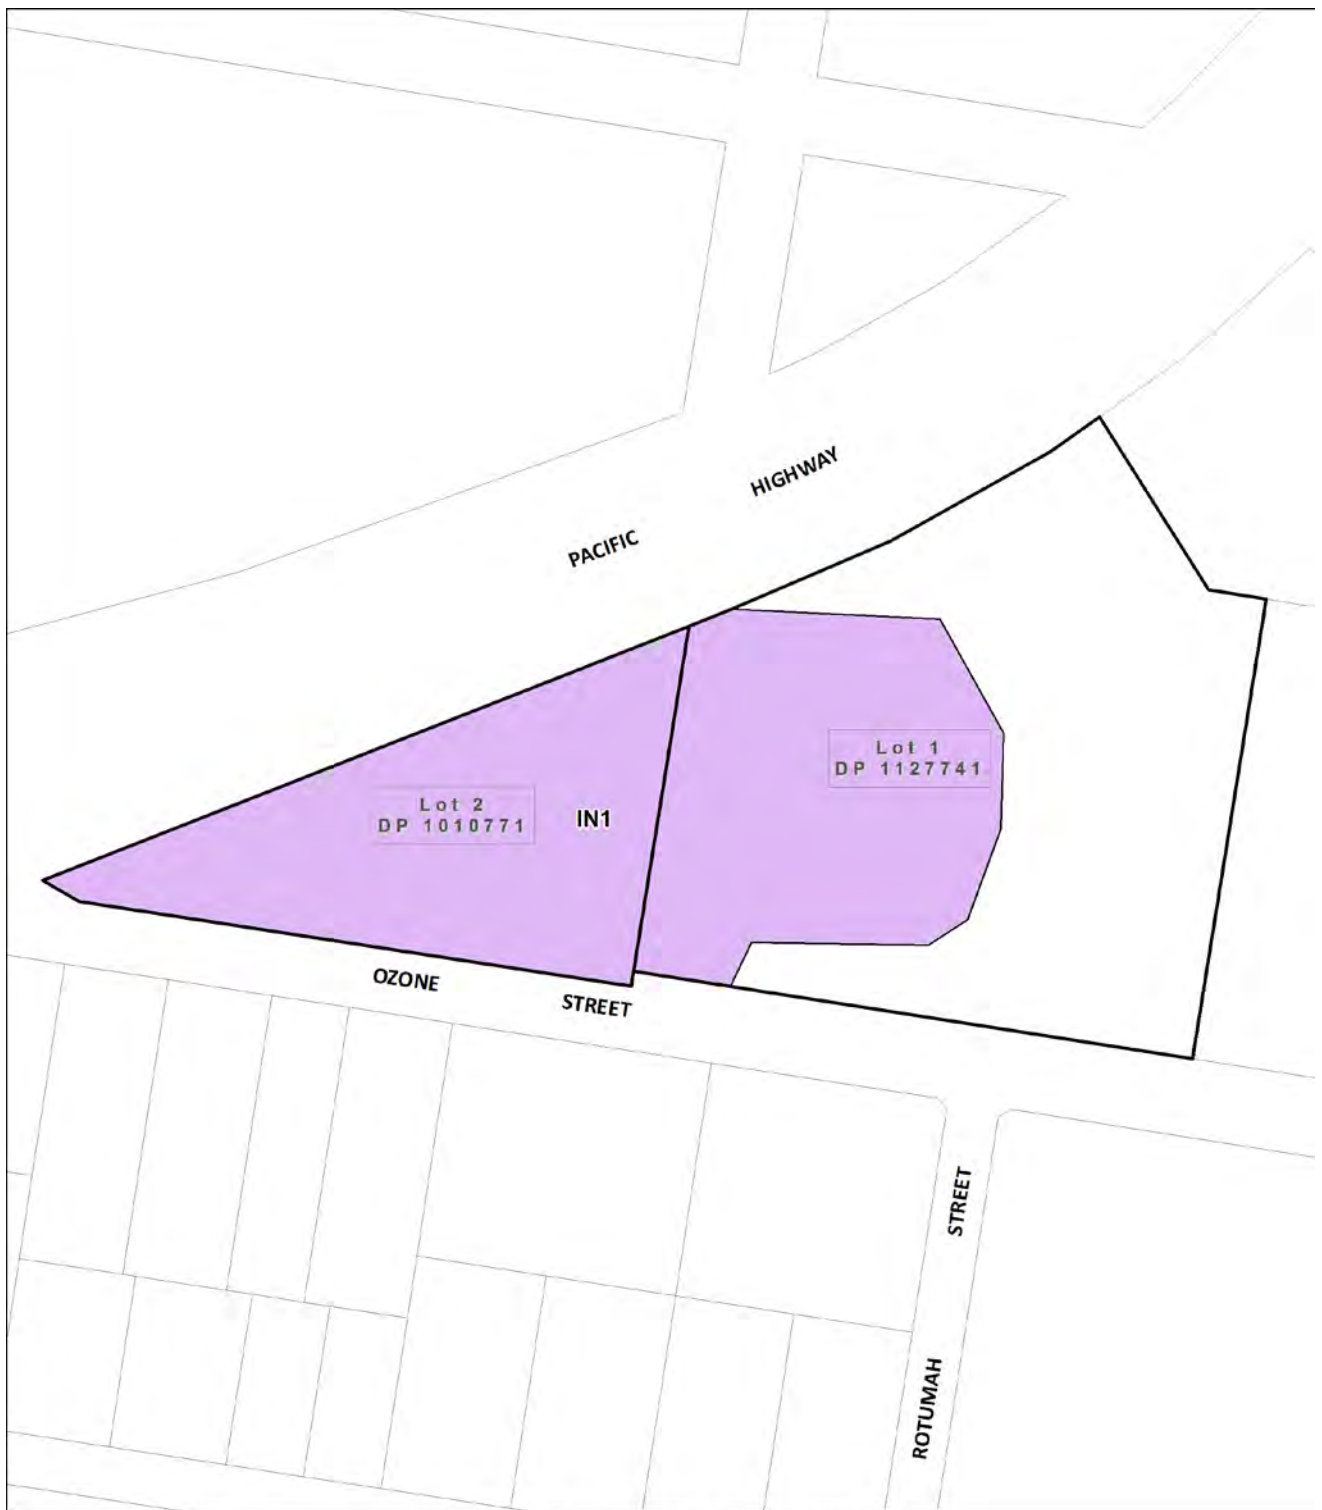 HIGHWAY
PACIFIC
Lot 1
DP 1127741
Lot 2
DP 1010771
IN1
OZONE
STREET
STREET
ROTUMAH